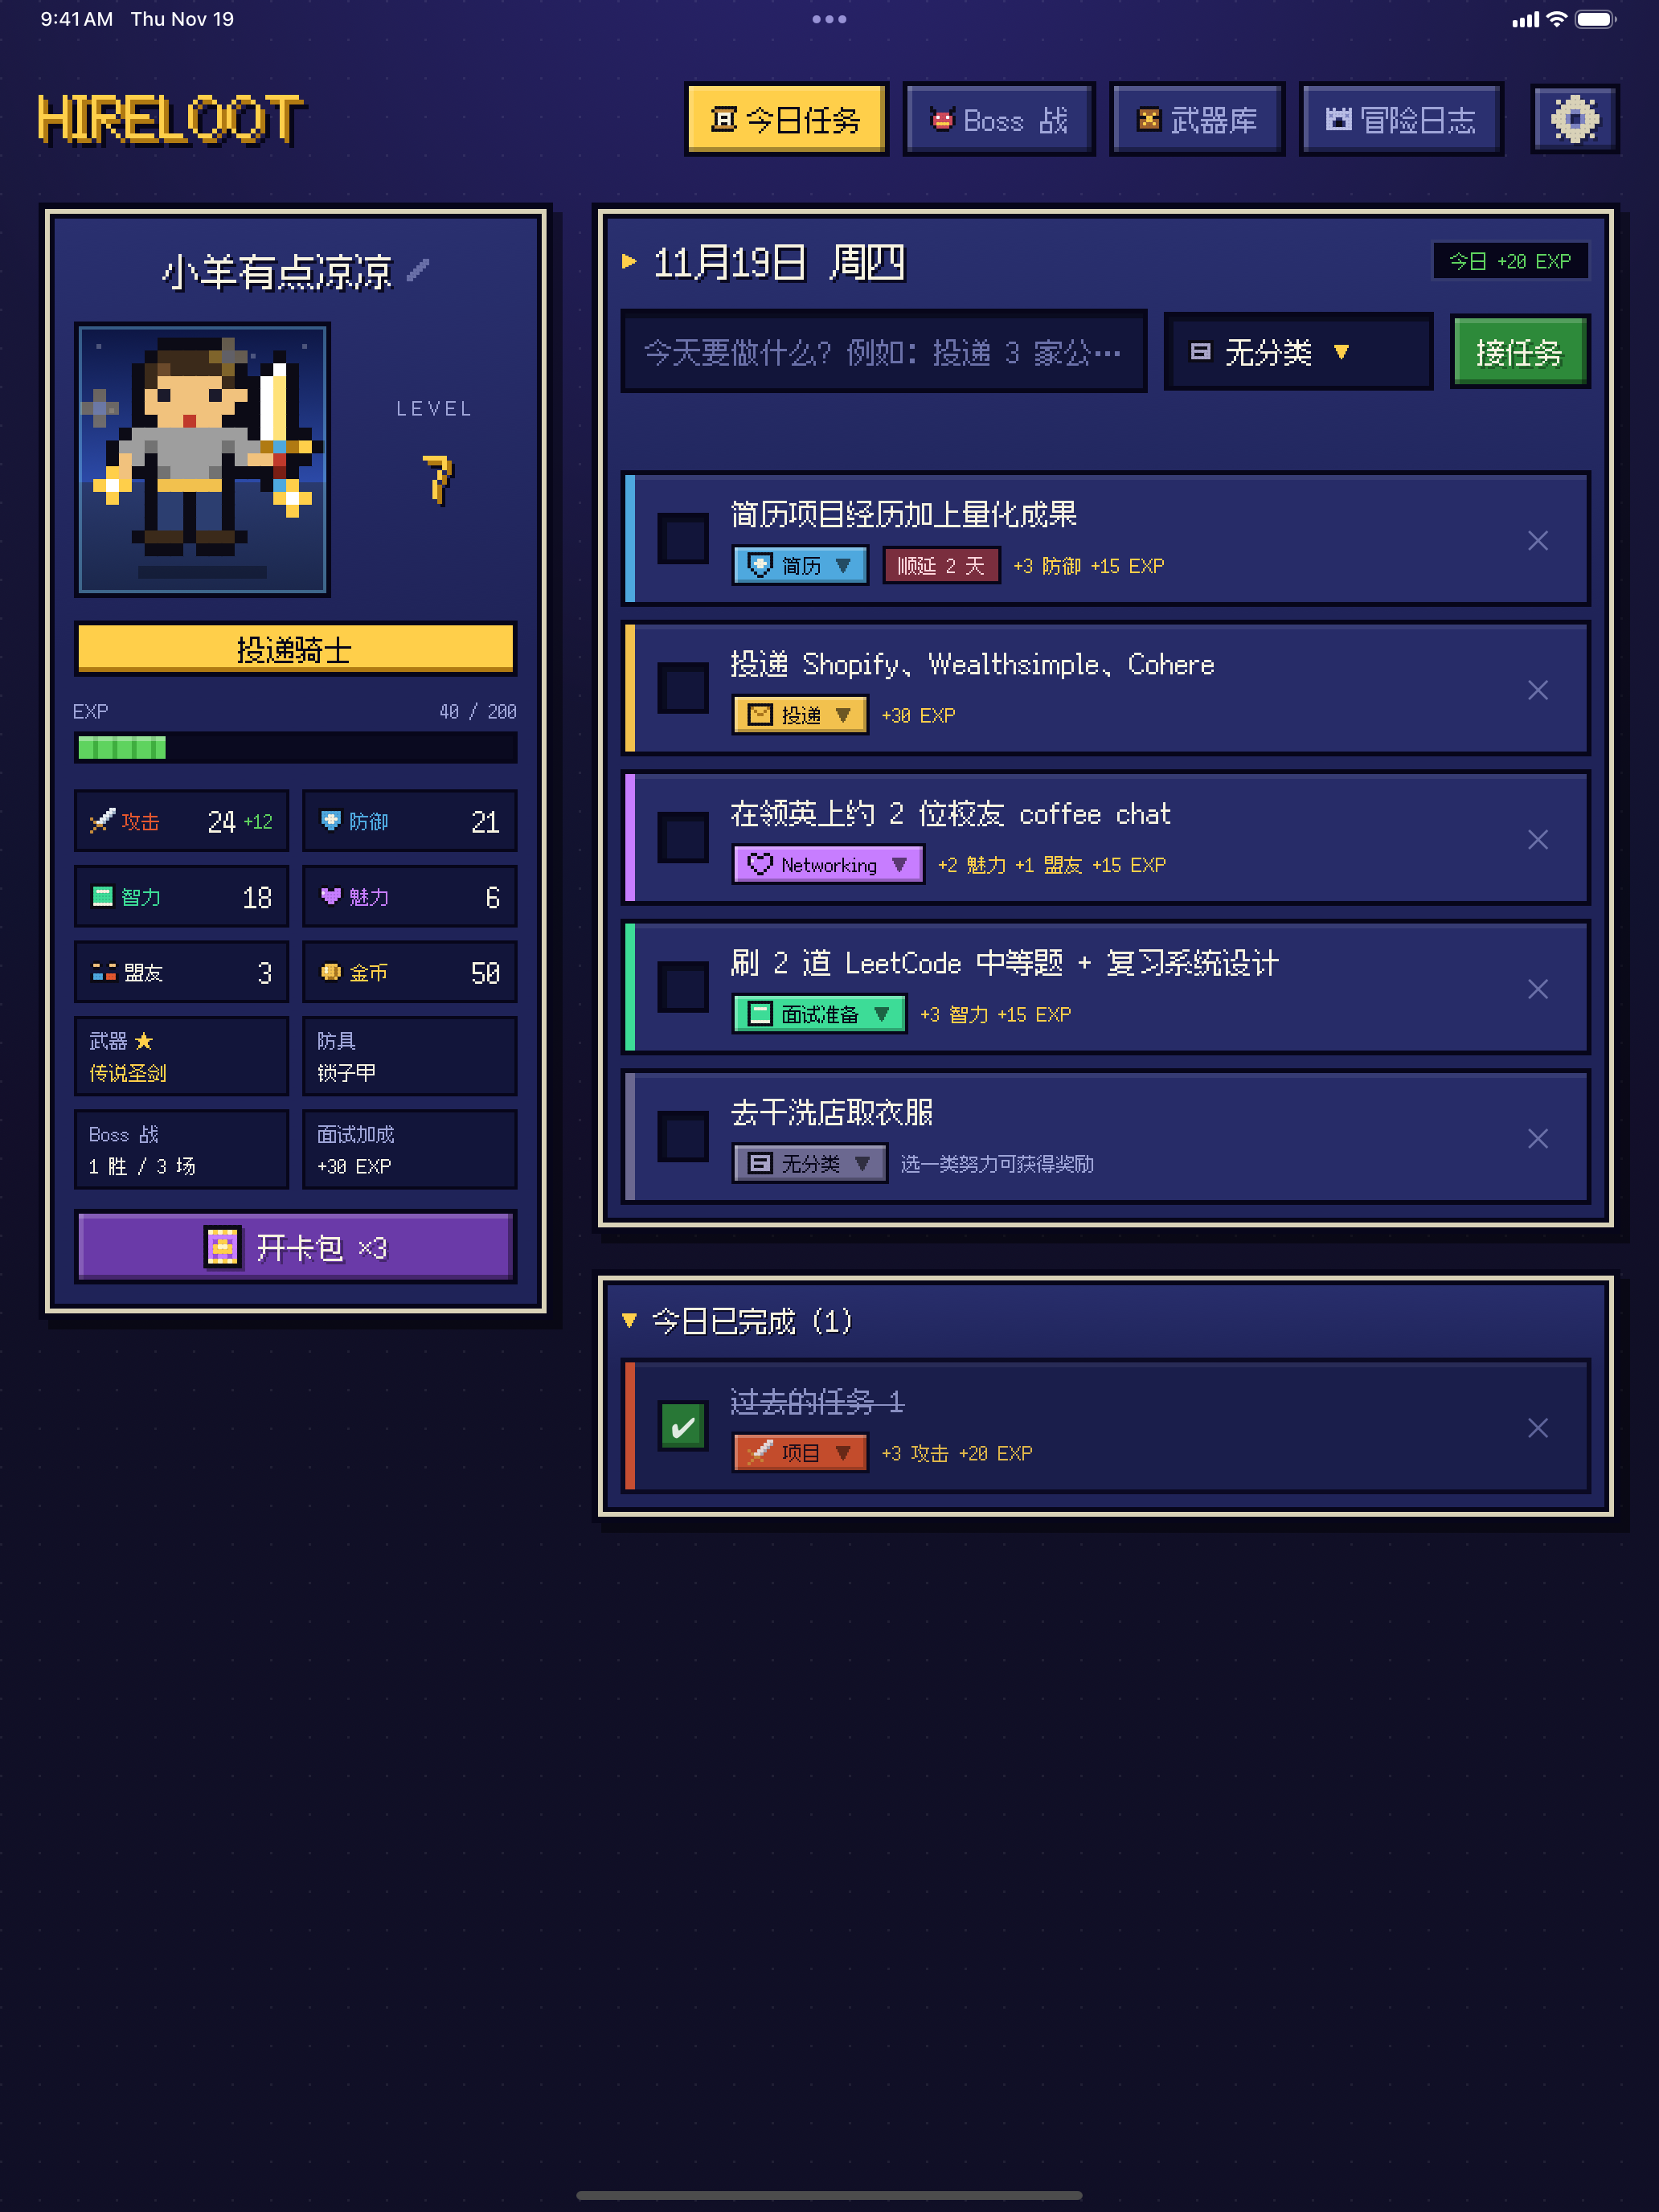 9:41 AM Thu Nov 19
HIRELOOT
今日任务
Boss 战
武器库
冒险日志
小羊有点凉凉
LEVEL
7
投递骑士
EXP 40 / 200
攻击 24 +12
防御 21
智力 18
魅力 6
盟友 3
金币 50
武器 ★
传说圣剑
防具
锁子甲
Boss 战
1 胜 / 3 场
面试加成
+30 EXP
开卡包 ×3
11月19日 周四
今日 +20 EXP
今天要做什么？例如：投递 3 家公…
无分类 ▼
接任务
简历项目经历加上量化成果
简历 ▼ 顺延 2 天 +3 防御 +15 EXP
投递 Shopify、Wealthsimple、Cohere
投递 ▼ +30 EXP
在领英上约 2 位校友 coffee chat
Networking ▼ +2 魅力 +1 盟友 +15 EXP
刷 2 道 LeetCode 中等题 + 复习系统设计
面试准备 ▼ +3 智力 +15 EXP
去干洗店取衣服
无分类 ▼ 选一类努力可获得奖励
今日已完成 (1)
过去的任务 1
项目 ▼ +3 攻击 +20 EXP